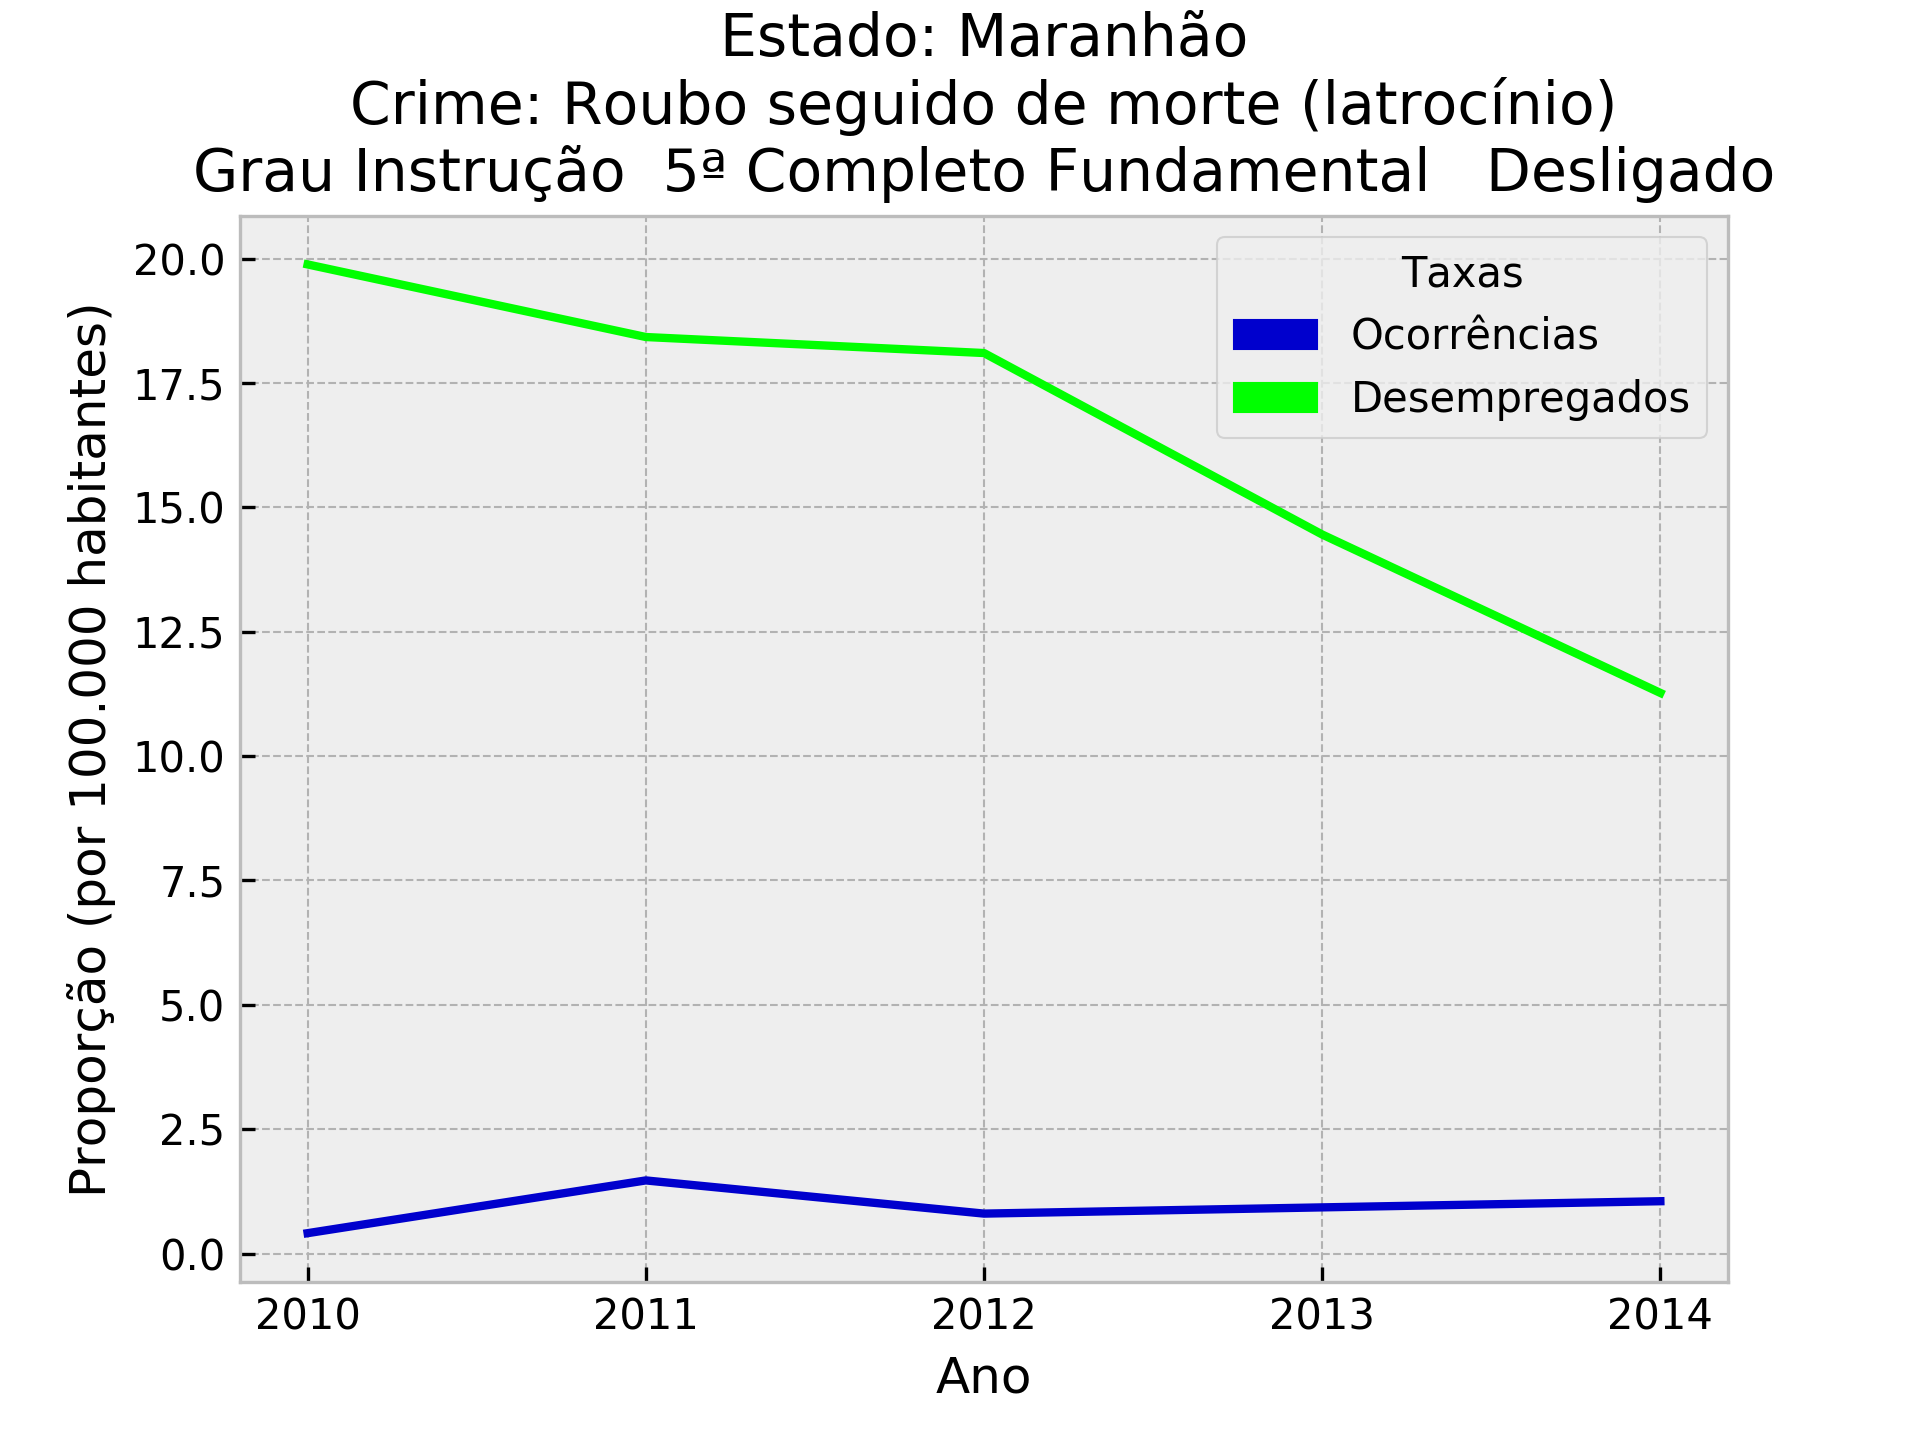 Estado: Maranhão
Crime: Roubo seguido de morte (latrocínio)
Grau Instrução  5ª Completo Fundamental   Desligado
Proporção (por 100.000 habitantes)
20.0
17.5
15.0
12.5
10.0
7.5
5.0
2.5
0.0
Taxas
Ocorrências
Desempregados
2010 2011 2012 2013 2014
Ano